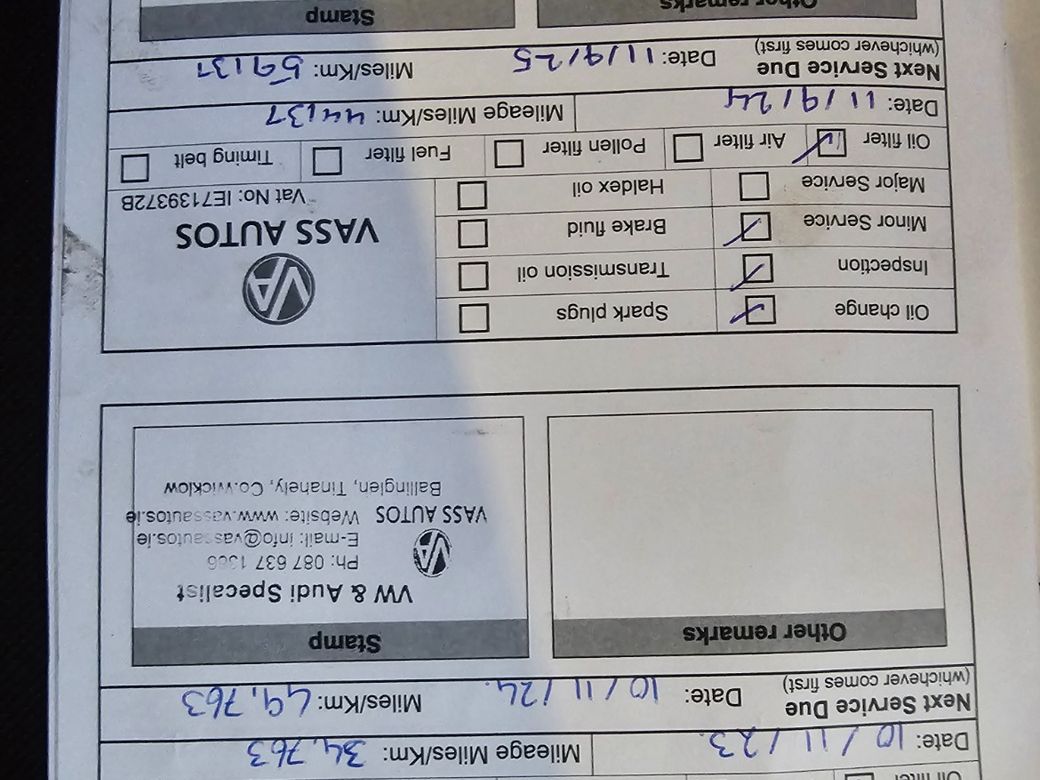 Oil filter
Date: 10/11/23. Mileage Miles/Km: 34,763
Next Service Due (whichever comes first) Date: 10/11/24. Miles/Km: 49,763
Other remarks Stamp
VW & Audi Specalist
Ph: 087 637 1366
E-mail: info@vassautos.ie
VASS AUTOS Website: www.vassautos.ie
Ballinglen, Tinahely, Co.Wicklow
Oil change Spark plugs
Inspection Transmission oil
Minor Service Brake fluid VASS AUTOS
Major Service Haldex oil Vat No: IE7139372B
Oil filter Air filter Pollen filter Fuel filter Timing belt
Date: 11/9/24 Mileage Miles/Km: 44,137
Next Service Due (whichever comes first) Date: 11/9/25 Miles/Km: 59137
Other remarks Stamp